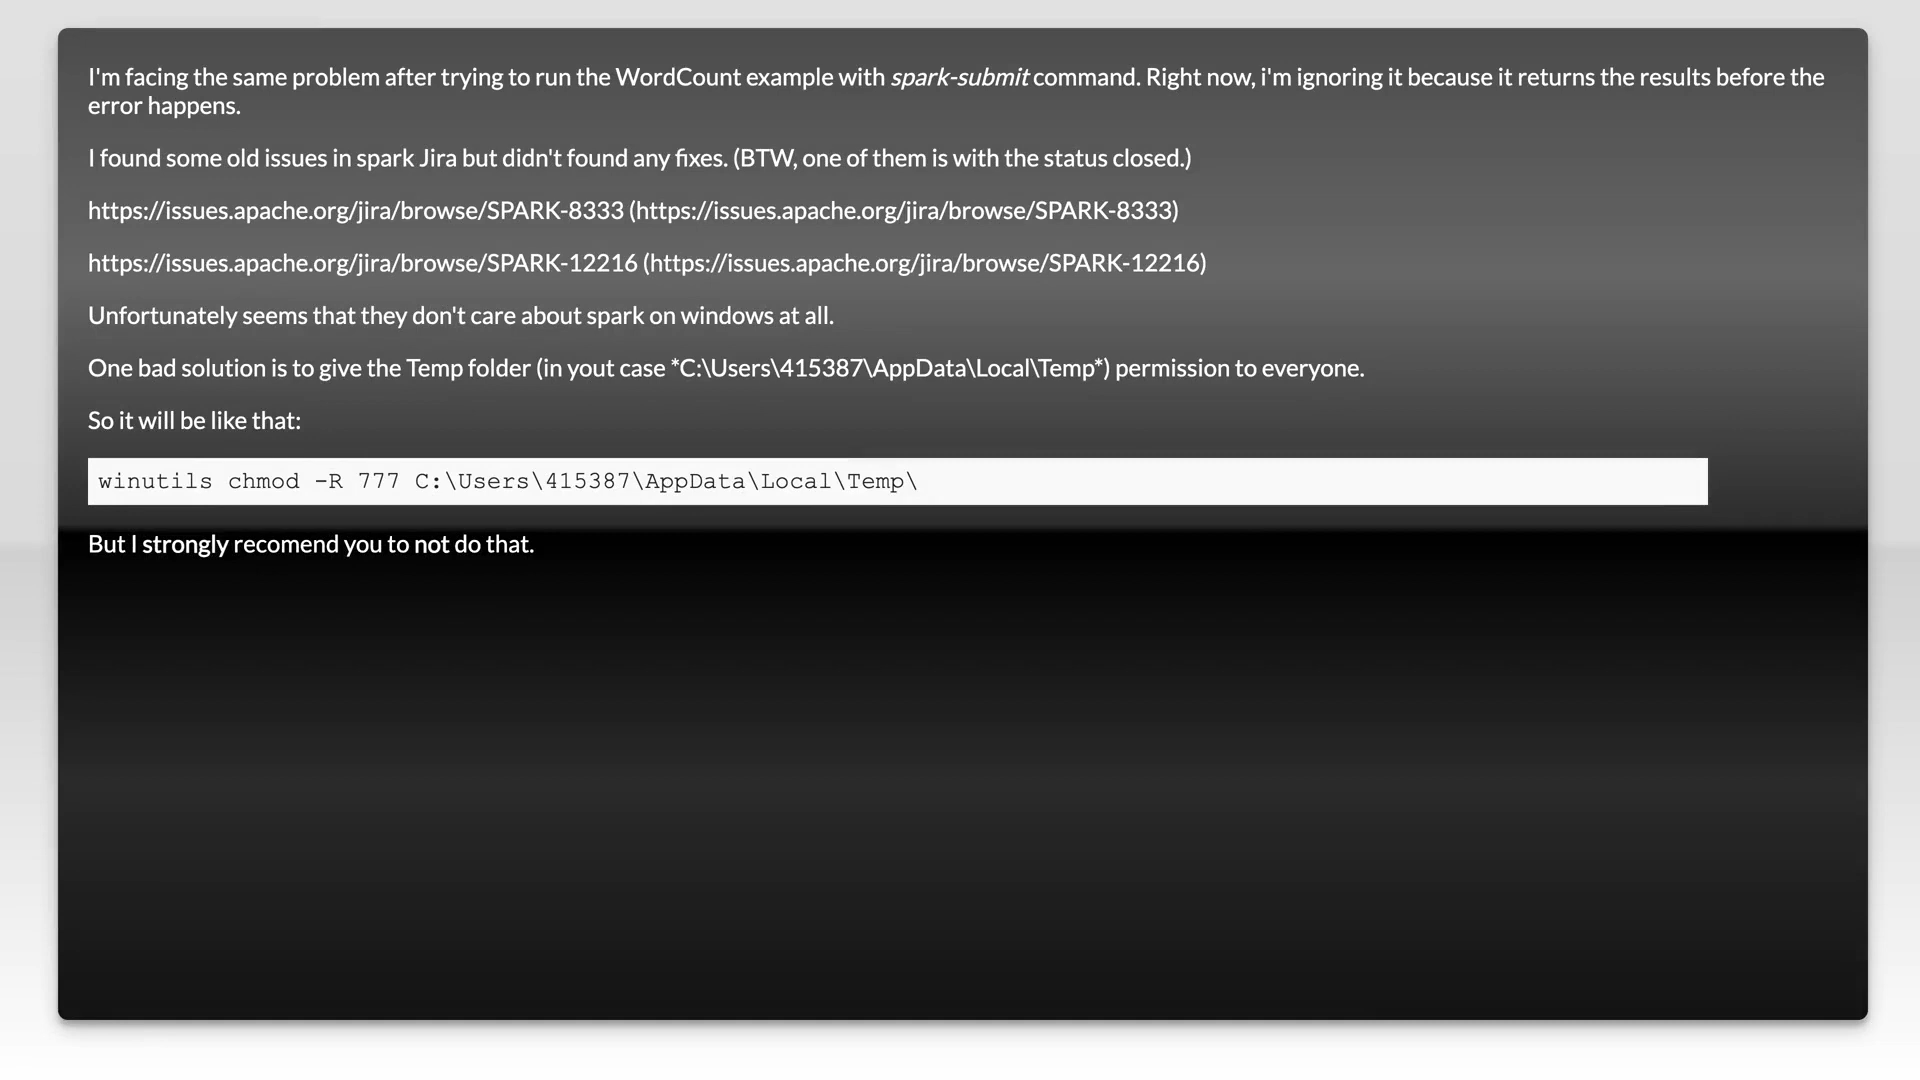 I'm facing the same problem after trying to run the WordCount example with spark-submit command. Right now, i'm ignoring it because it returns the results before the
error happens.
I found some old issues in spark Jira but didn't found any fixes. (BTW, one of them is with the status closed.)
https://issues.apache.org/jira/browse/SPARK-8333 (https://issues.apache.org/jira/browse/SPARK-8333)
https://issues.apache.org/jira/browse/SPARK-12216 (https://issues.apache.org/jira/browse/SPARK-12216)
Unfortunately seems that they don't care about spark on windows at all.
One bad solution is to give the Temp folder (in yout case *C:\Users\415387\AppData\Local\Temp*) permission to everyone.
So it will be like that:
winutils chmod -R 777 C:\Users\415387\AppData\Local\Temp\
But I strongly recomend you to not do that.